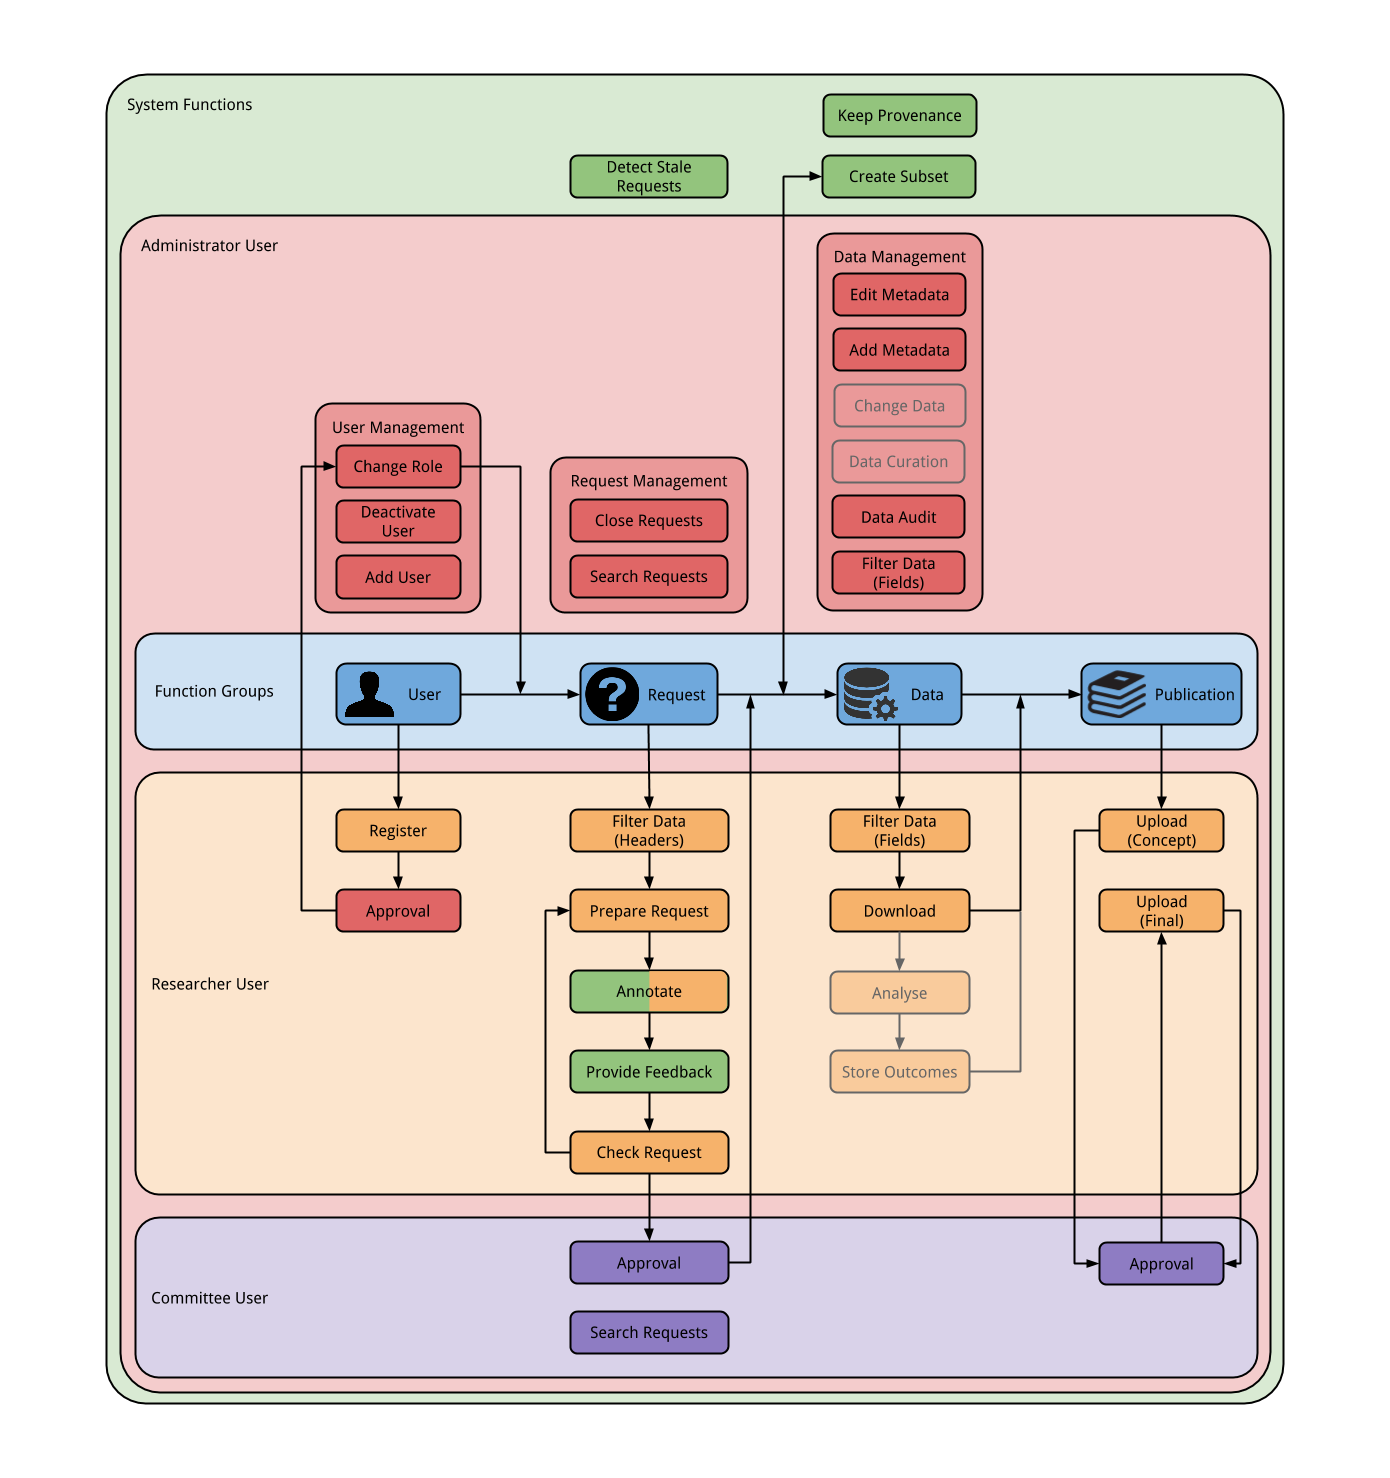 System Functions
Keep Provenance
Detect Stale
Requests
Create Subset
Administrator User
Data Management
Edit Metadata
Add Metadata
Change Data
Data Curation
Data Audit
Filter Data
(Fields)
User Management
Change Role
Deactivate
User
Add User
Request Management
Close Requests
Search Requests
Function Groups
User
Request
Data
Publication
Researcher User
Register
Approval
Filter Data
(Headers)
Prepare Request
Annotate
Provide Feedback
Check Request
Filter Data
(Fields)
Download
Analyse
Store Outcomes
Upload
(Concept)
Upload
(Final)
Committee User
Approval
Search Requests
Approval